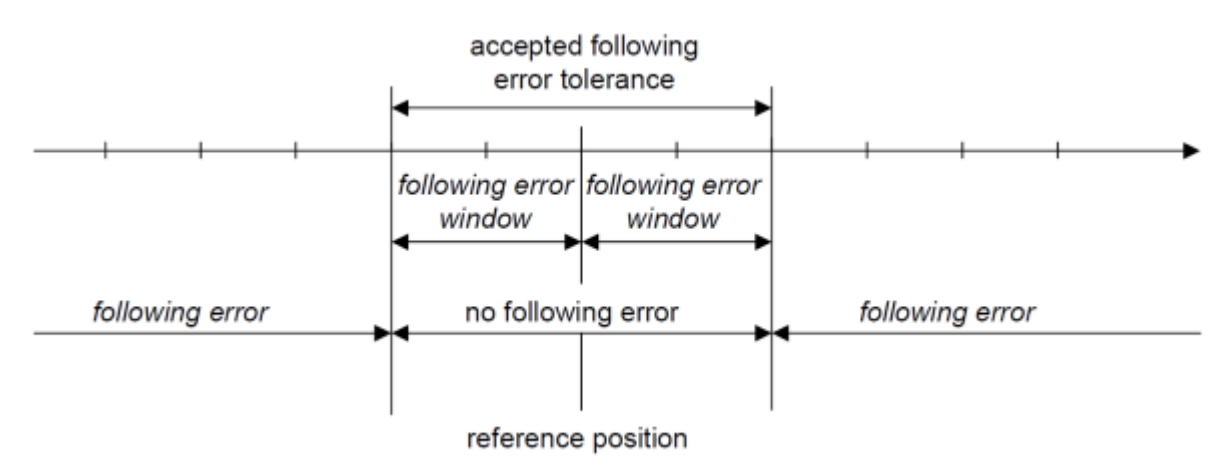 accepted following
error tolerance
following error
window
following error
window
following error
no following error
following error
reference position